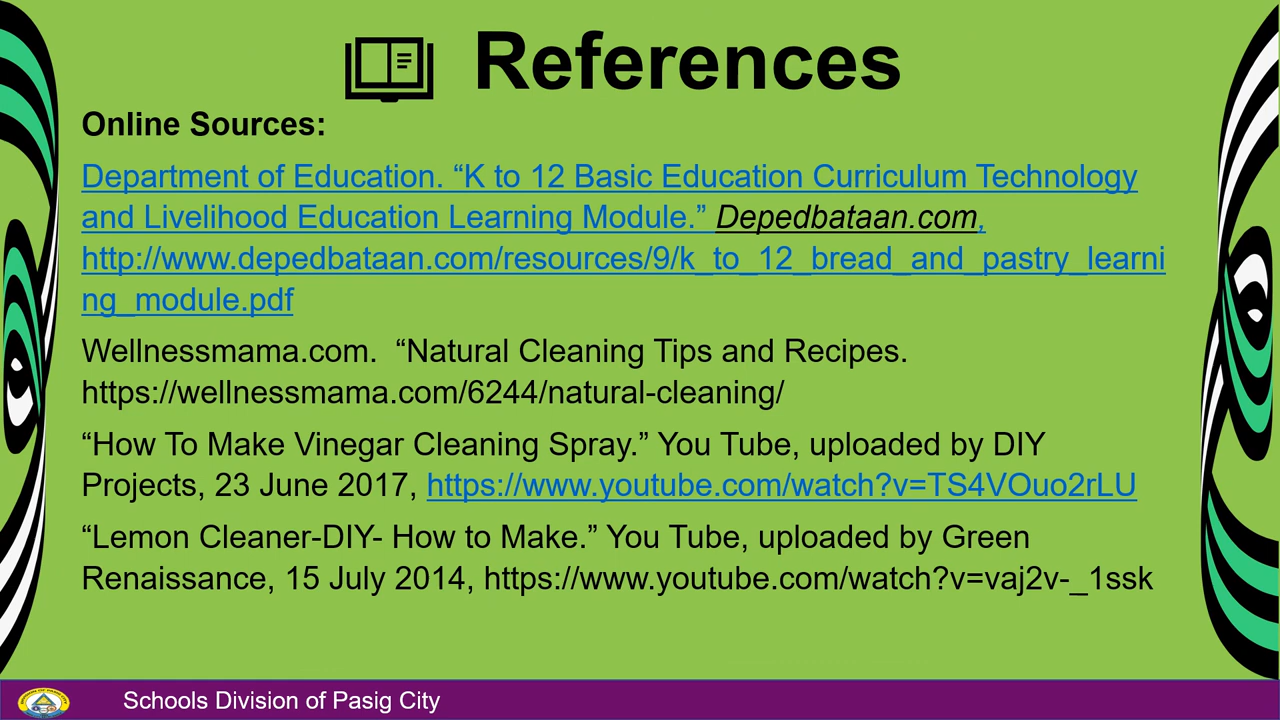 References
Online Sources:
Department of Education. “K to 12 Basic Education Curriculum Technology
and Livelihood Education Learning Module.” Depedbataan.com,
http://www.depedbataan.com/resources/9/k_to_12_bread_and_pastry_learni
ng_module.pdf
Wellnessmama.com.  “Natural Cleaning Tips and Recipes.
https://wellnessmama.com/6244/natural-cleaning/
“How To Make Vinegar Cleaning Spray.” You Tube, uploaded by DIY
Projects, 23 June 2017, https://www.youtube.com/watch?v=TS4VOuo2rLU
“Lemon Cleaner-DIY- How to Make.” You Tube, uploaded by Green
Renaissance, 15 July 2014, https://www.youtube.com/watch?v=vaj2v-_1ssk
Schools Division of Pasig City